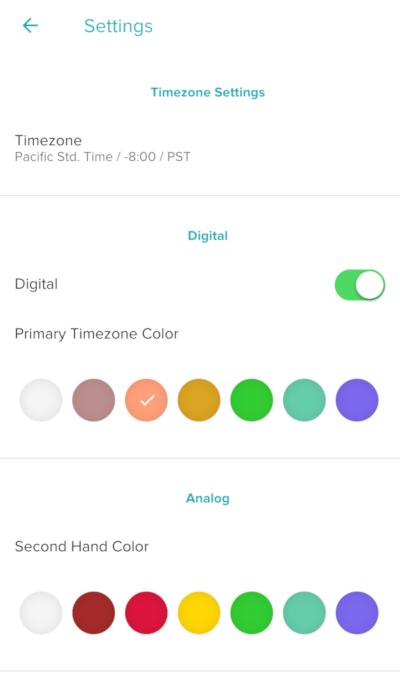 Settings
Timezone Settings
Timezone
Pacific Std. Time / -8:00 / PST
Digital
Digital
Primary Timezone Color
Analog
Second Hand Color